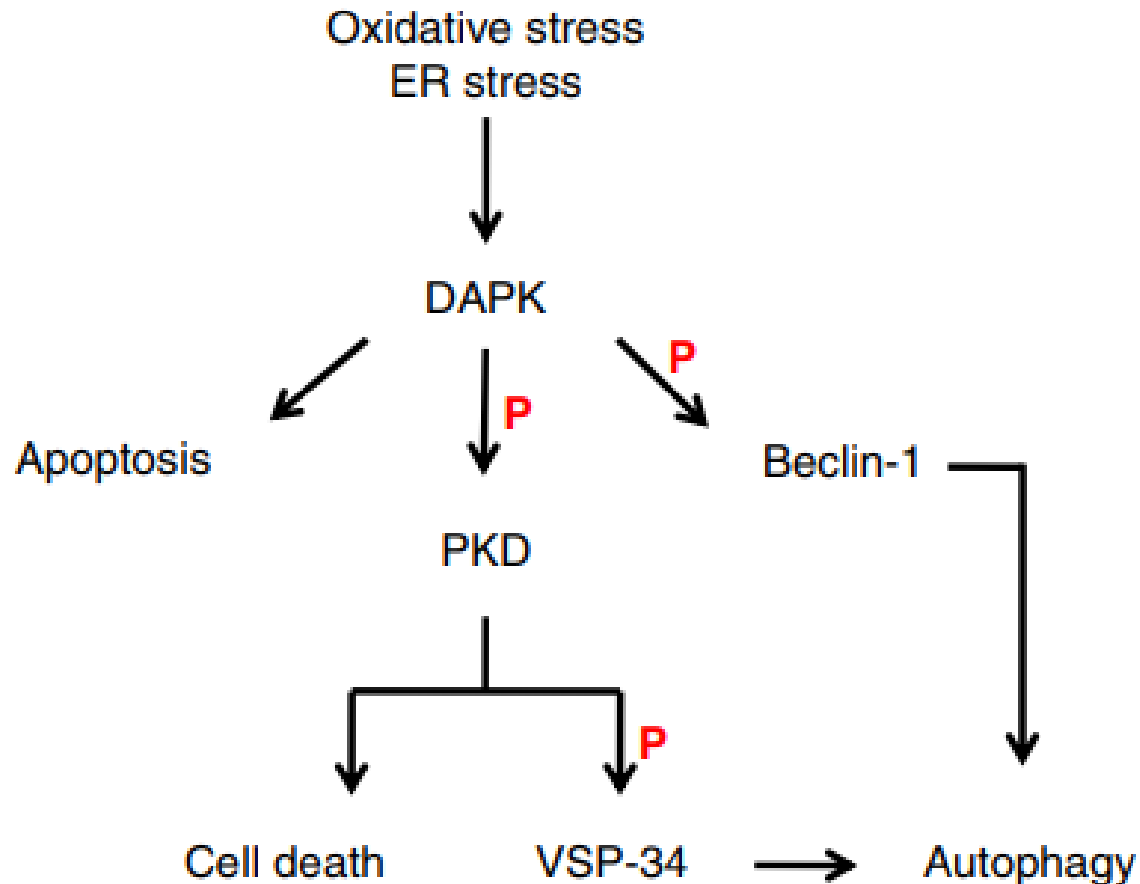 Oxidative stress
ER stress
DAPK
P
P
Apoptosis
Beclin-1
PKD
P
Cell death
VSP-34
Autophagy